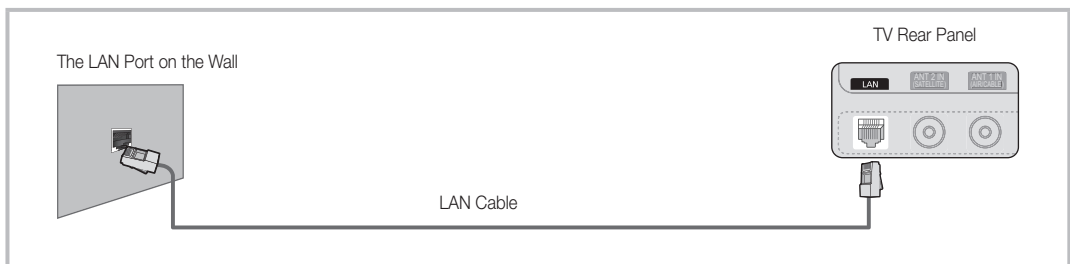 TV Rear Panel
The LAN Port on the Wall
LAN
ANT 2 IN
(SATELLITE)
ANT 1 IN
(AIR/CABLE)
LAN Cable